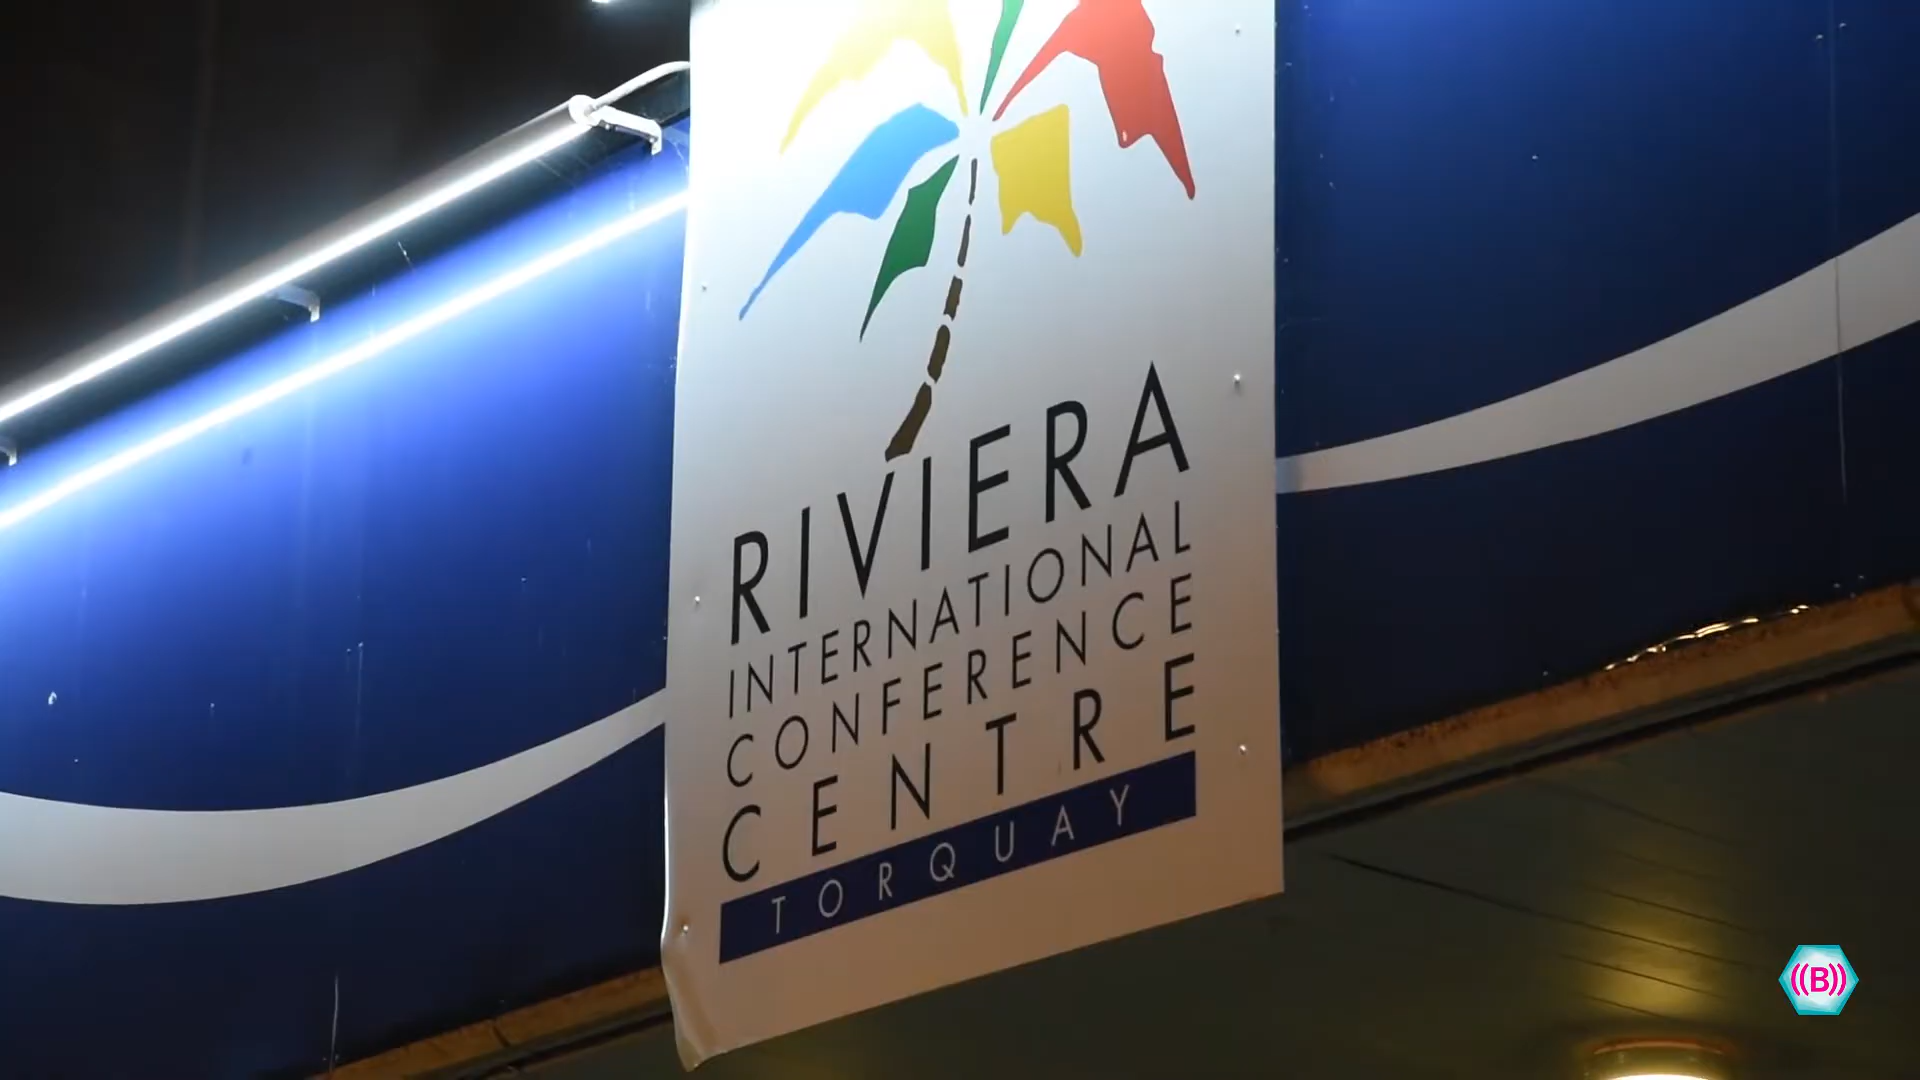 RIVIERA
INTERNATIONAL
CONFERENCE
CENTRE
TORQUAY
((B))